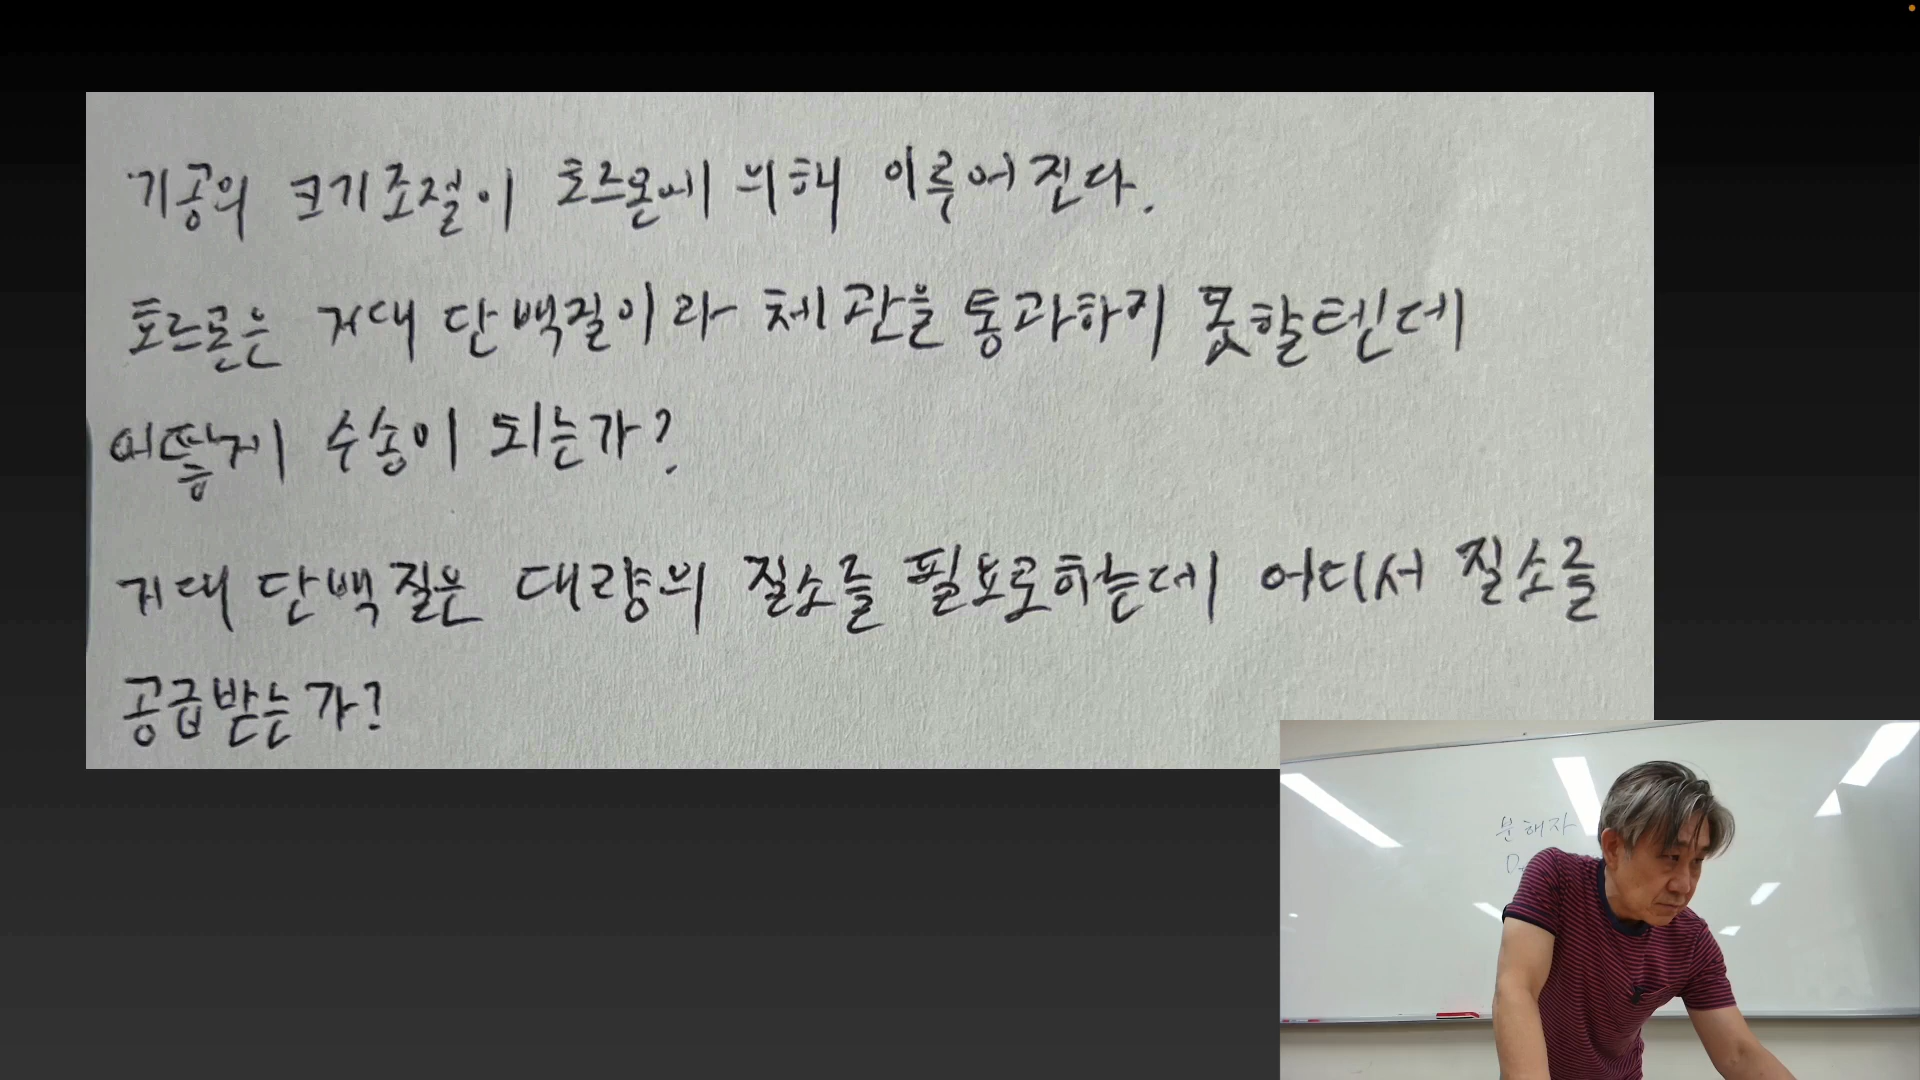 기공의 크기조절이 호르몬에 의해 이루어진다.
호르몬은 거대 단백질이라 체관을 통과하지 못할텐데
어떻게 수송이 되는가?
거대 단백질은 대량의 질소를 필요로하는데 어디서 질소를
공급받는가?
분해자